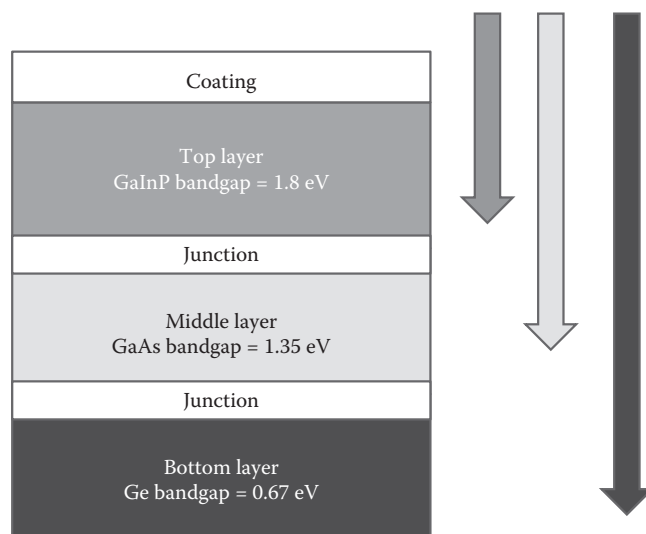 Coating
Top layer
GaInP bandgap = 1.8 eV
Junction
Middle layer
GaAs bandgap = 1.35 eV
Junction
Bottom layer
Ge bandgap = 0.67 eV